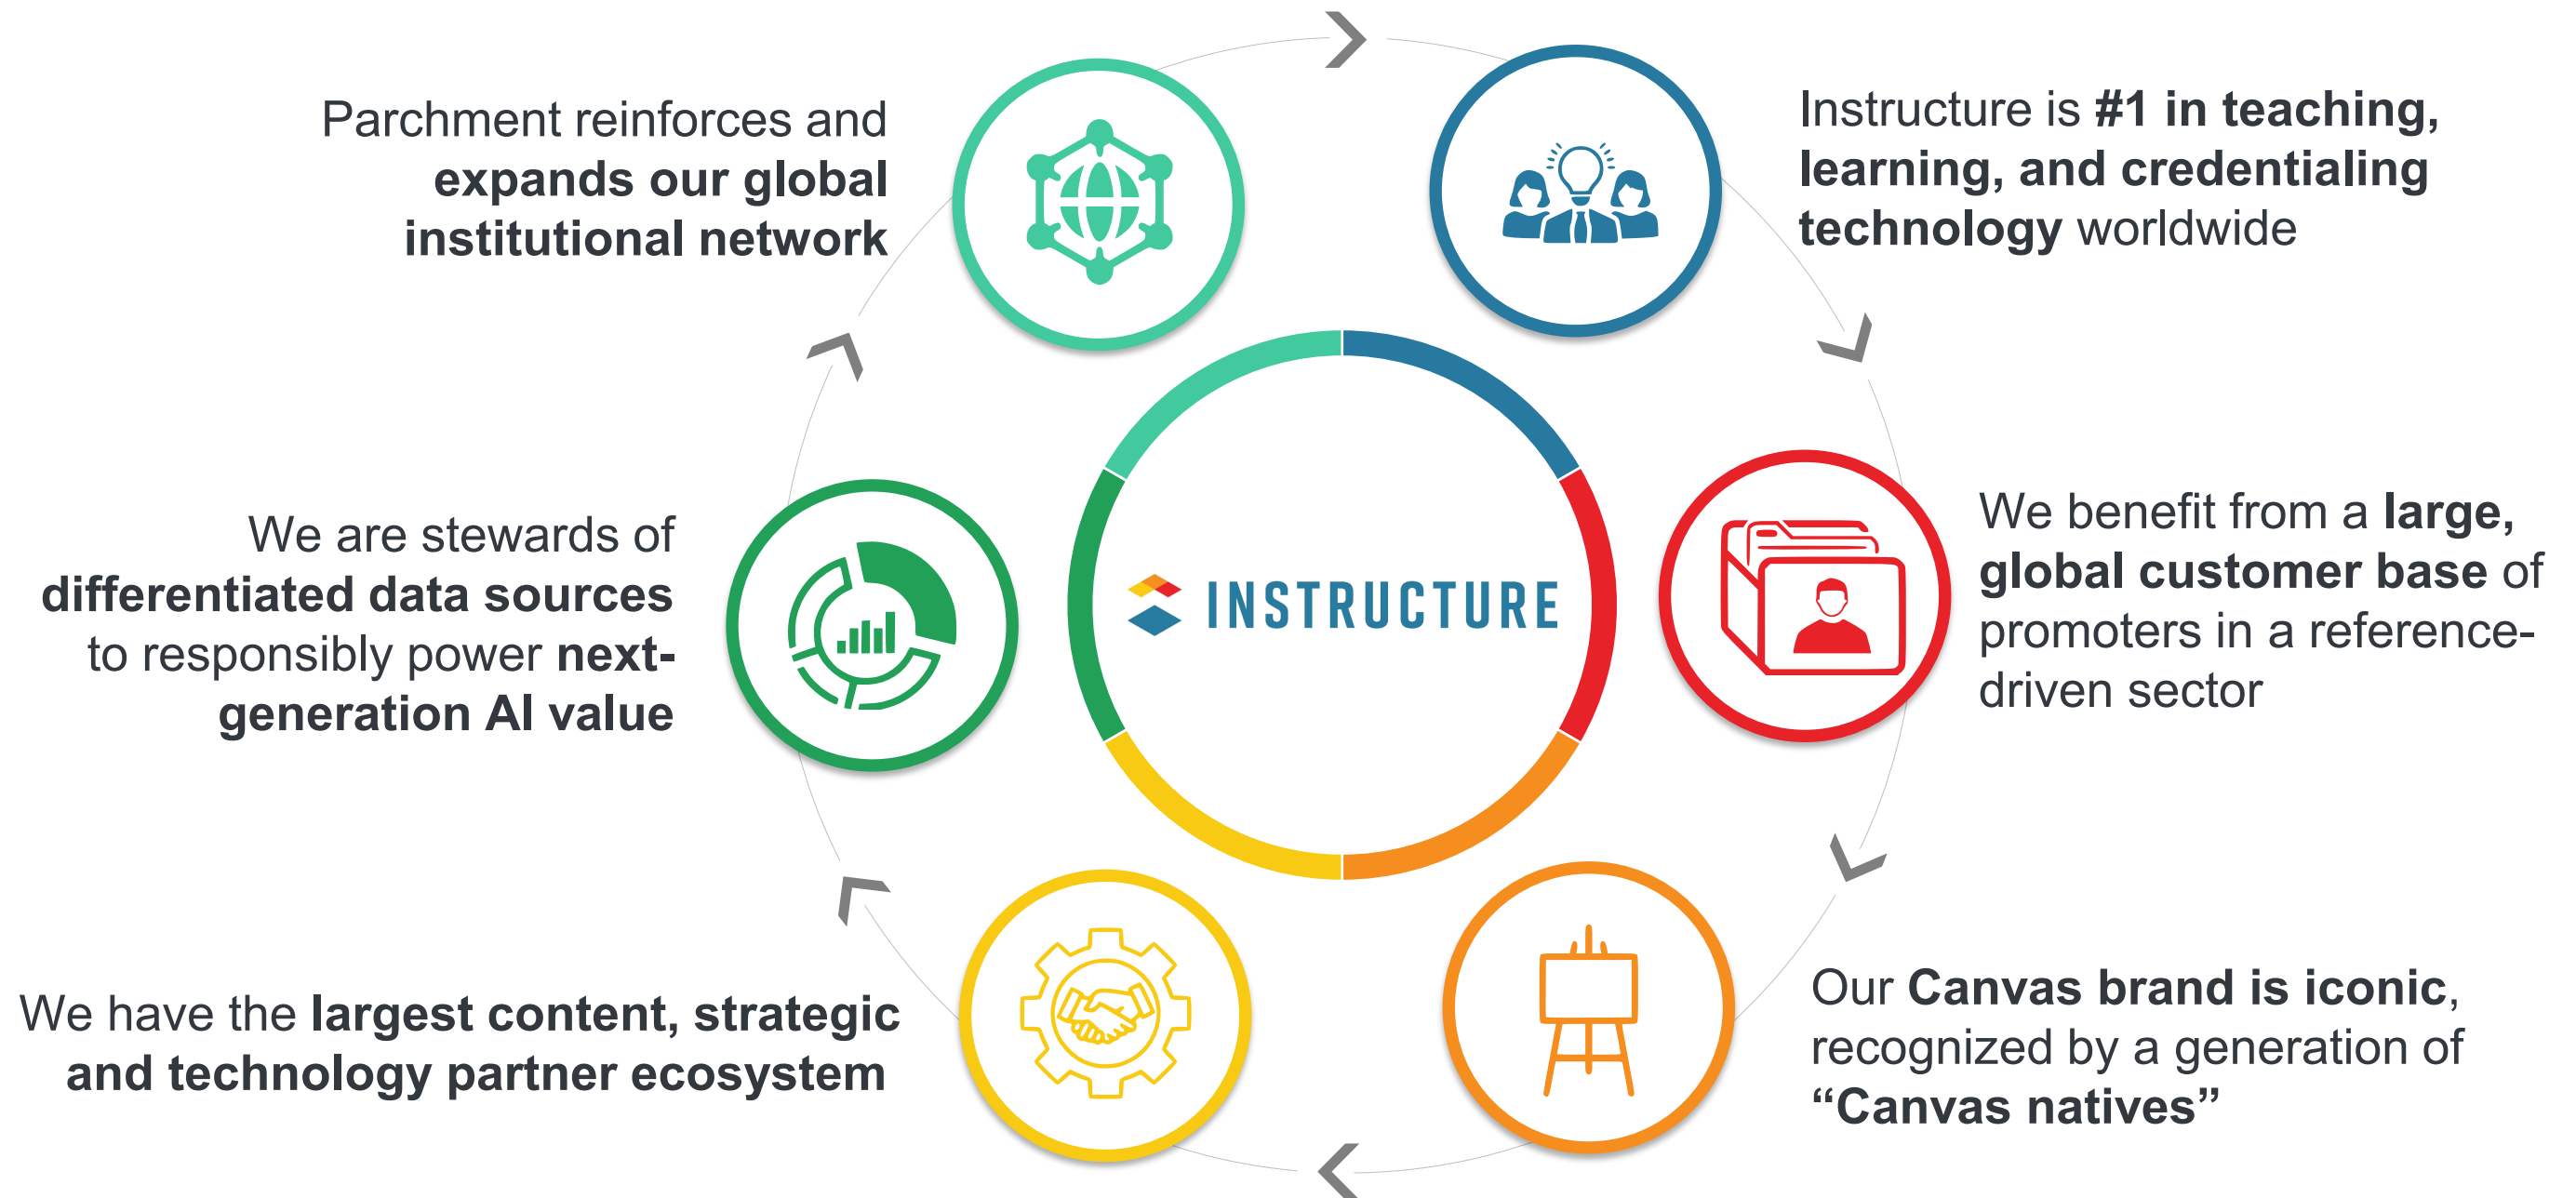 Parchment reinforces and
expands our global
institutional network
Instructure is #1 in teaching,
learning, and credentialing
technology worldwide
We are stewards of
differentiated data sources
to responsibly power next-
generation AI value
INSTRUCTURE
We benefit from a large,
global customer base of
promoters in a reference-
driven sector
We have the largest content, strategic
and technology partner ecosystem
Our Canvas brand is iconic,
recognized by a generation of
“Canvas natives”